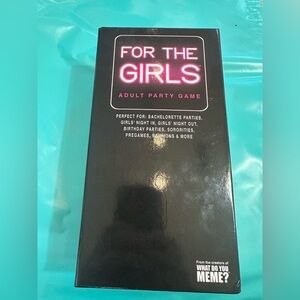 FOR THE
GIRLS
ADULT PARTY GAME
PERFECT FOR: BACHELORETTE PARTIES,
GIRLS' NIGHT IN, GIRLS' NIGHT OUT,
BIRTHDAY PARTIES, SORORITIES,
PREGAMES, REUNIONS & MORE
From the creators of
WHAT DO YOU
MEME?